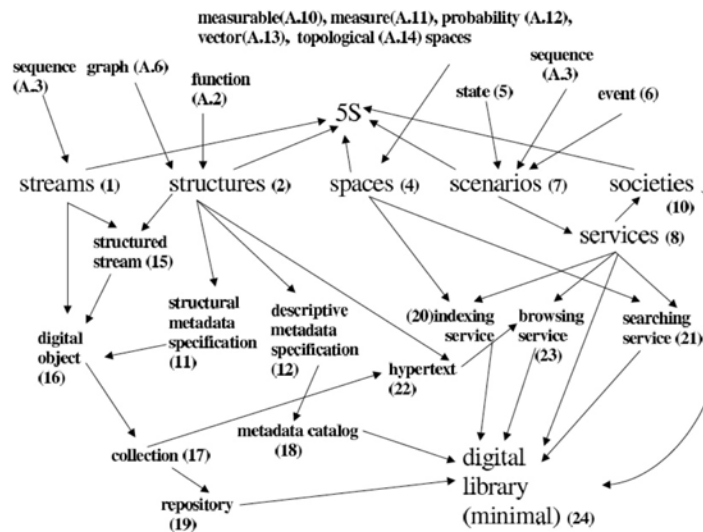 measurable(A.10), measure(A.11), probability (A.12),
vector(A.13), topological (A.14) spaces
sequence
(A.3)
graph (A.6)
function
(A.2)
sequence
(A.3)
state (5)
event (6)
5S
streams (1)
structures (2)
spaces (4)
scenarios (7)
societies
(10)
services (8)
structured
stream (15)
digital
object
(16)
structural
metadata
specification
(11)
descriptive
metadata
specification
(12)
(20)indexing
service
browsing
service
(23)
searching
service (21)
hypertext
(22)
collection (17)
metadata catalog
(18)
repository
(19)
digital
library
(minimal) (24)